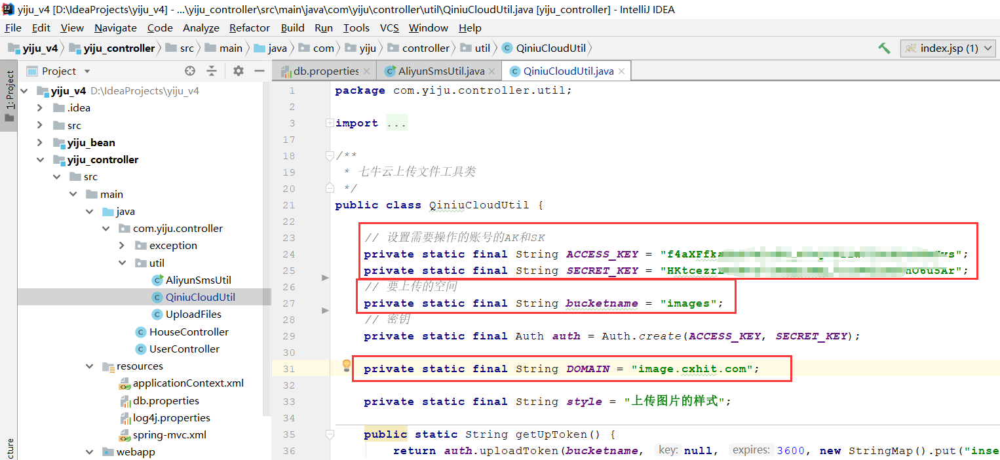 yiju_v4 [D:\IdeaProjects\yiju_v4] - ...\yiju_controller\src\main\java\com\yiju\controller\util\QiniuCloudUtil.java [yiju_controller] - IntelliJ IDEA
File Edit View Navigate Code Analyze Refactor Build Run Tools VCS Window Help
yiju_v4 yiju_controller src main java com yiju controller util QiniuCloudUtil index.jsp (1)
Project db.properties AliyunSmsUtil.java QiniuCloudUtil.java
1: Project
yiju_v4 D:\IdeaProjects\yiju_v4
.idea
src
yiju_bean
yiju_controller
src
main
java
com.yiju.controller
exception
util
AliyunSmsUtil
QiniuCloudUtil
UploadFiles
HouseController
UserController
resources
applicationContext.xml
db.properties
log4j.properties
spring-mvc.xml
webapp
cture
1 package com.yiju.controller.util;
2
3 import ...
17
18 /**
19 * 七牛云上传文件工具类
20 */
21 public class QiniuCloudUtil {
22
23 // 设置需要操作的账号的AK和SK
24 private static final String ACCESS_KEY = "f4aXFfka
25 private static final String SECRET_KEY = "HKtcezr
26 // 要上传的空间
27 private static final String bucketname = "images";
28 // 密钥
29 private static final Auth auth = Auth.create(ACCESS_KEY, SECRET_KEY);
30
31 private static final String DOMAIN = "image.cxhit.com";
32
33 private static final String style = "上传图片的样式";
34
35 public static String getUpToken() {
36 return auth.uploadToken(bucketname, key: null, expires: 3600, new StringMap().put("inse